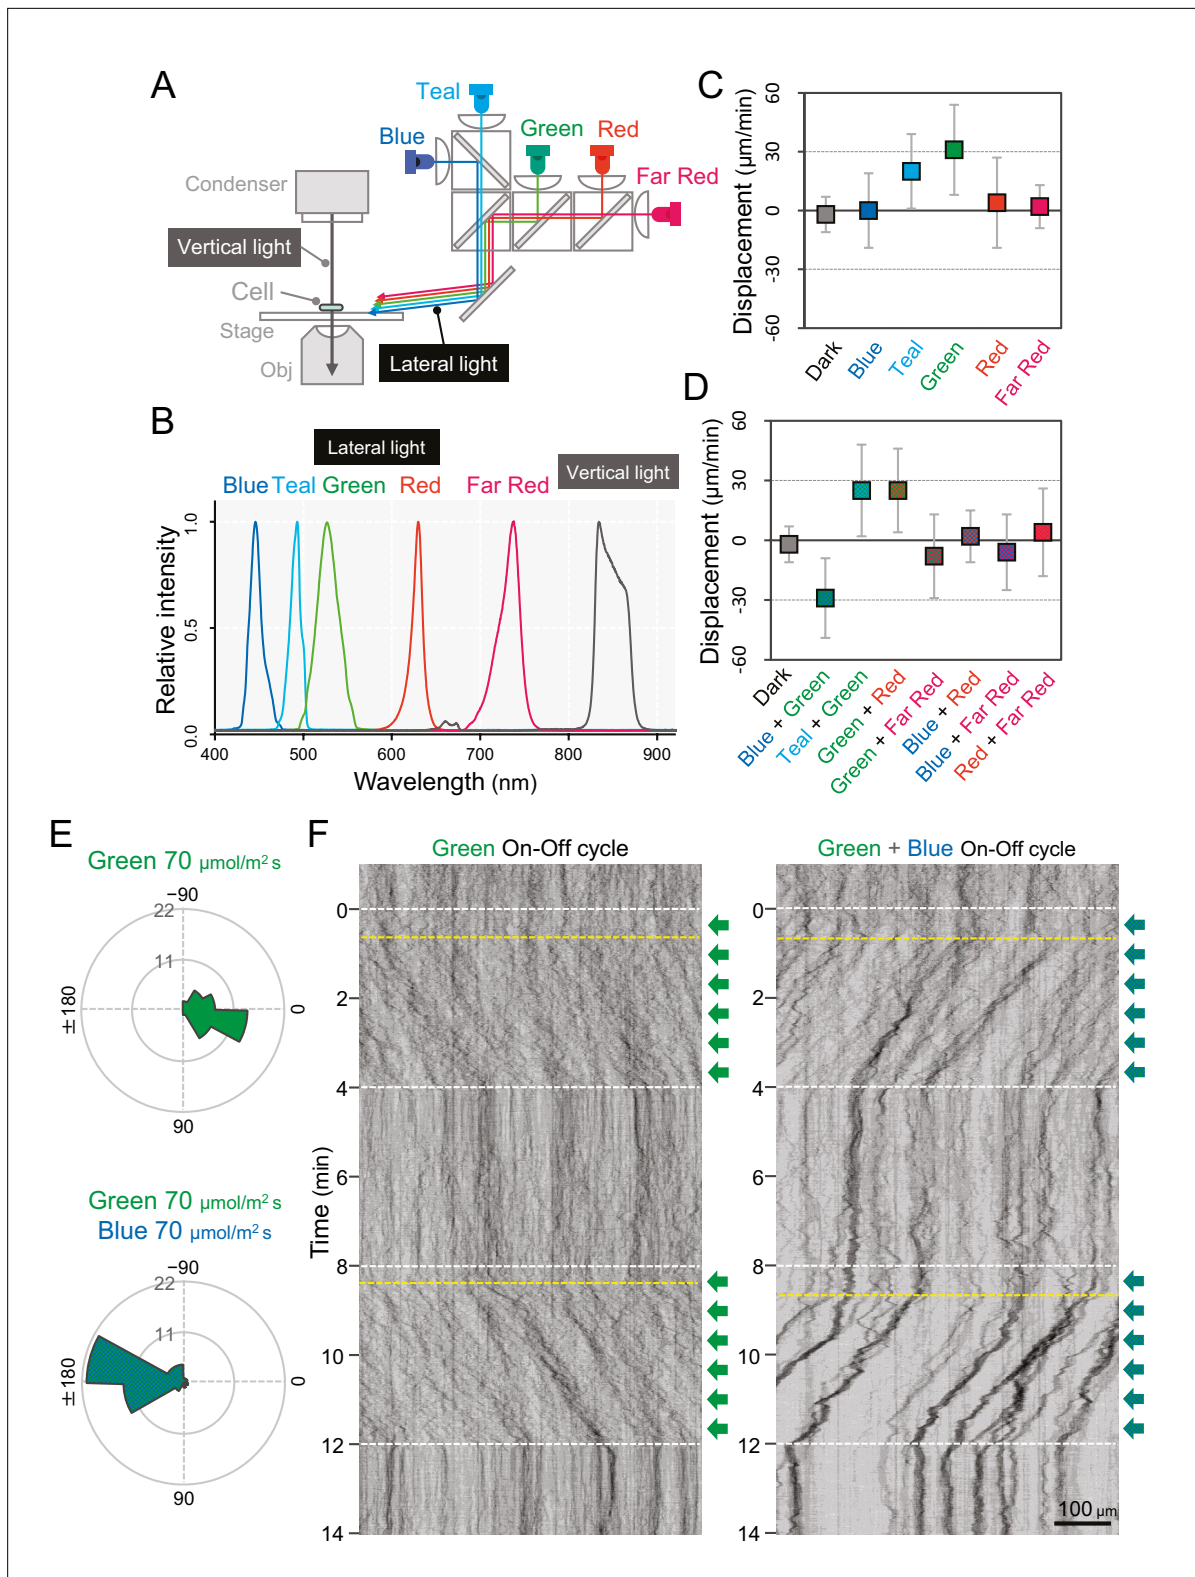 A
Teal
Blue
Green
Red
Far Red
Condenser
Vertical light
Cell
Stage
Obj
Lateral light
B
Lateral light
Vertical light
Blue
Teal
Green
Red
Far Red
Relative intensity
1.0
0.5
0.0
400
500
600
700
800
900
Wavelength (nm)
C
Displacement (µm/min)
60
30
0
-30
-60
Dark
Blue
Teal
Green
Red
Far Red
D
Displacement (µm/min)
60
30
0
-30
-60
Dark
Blue + Green
Teal + Green
Green + Red
Green + Far Red
Blue + Red
Blue + Far Red
Red + Far Red
E
Green 70 µmol/m² s
−90
22
11
±180
0
90
Green 70 µmol/m² s
Blue 70 µmol/m² s
−90
22
11
±180
0
90
F
Green On-Off cycle
Time (min)
0
2
4
6
8
10
12
14
Green + Blue On-Off cycle
0
2
4
6
8
10
12
14
100 µm